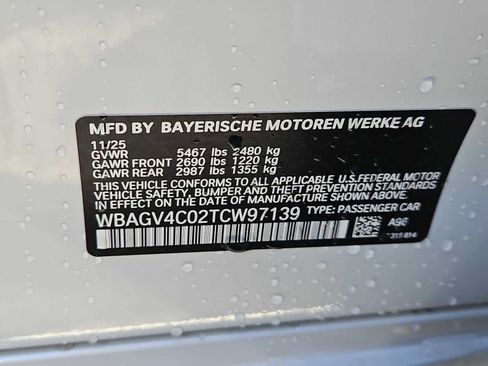 MFD BY BAYERISCHE MOTOREN WERKE AG
11/25
GVWR 5467 lbs 2480 kg
GAWR FRONT 2690 lbs 1220 kg
GAWR REAR 2987 lbs 1355 kg
THIS VEHICLE CONFORMS TO ALL APPLICABLE U.S.FEDERAL MOTOR
VEHICLE SAFETY, BUMPER AND THEFT PREVENTION STANDARDS
IN EFFECT ON THE DATE OF MANUFACTURE SHOWN ABOVE.
WBAGV4C02TCW97139 TYPE: PASSENGER CAR
A96